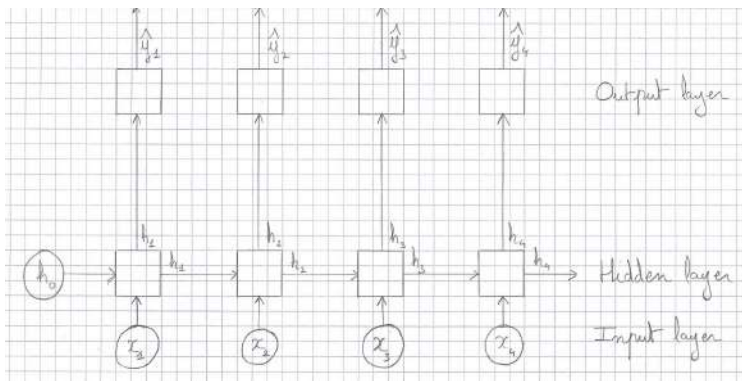 ŷ₁ ŷ₂ ŷ₃ ŷ₄
Output layer
h₁ h₂ h₃ h₄
h₀ h₁ h₂ h₃ h₄ Hidden layer
x₁ x₂ x₃ x₄ Input layer